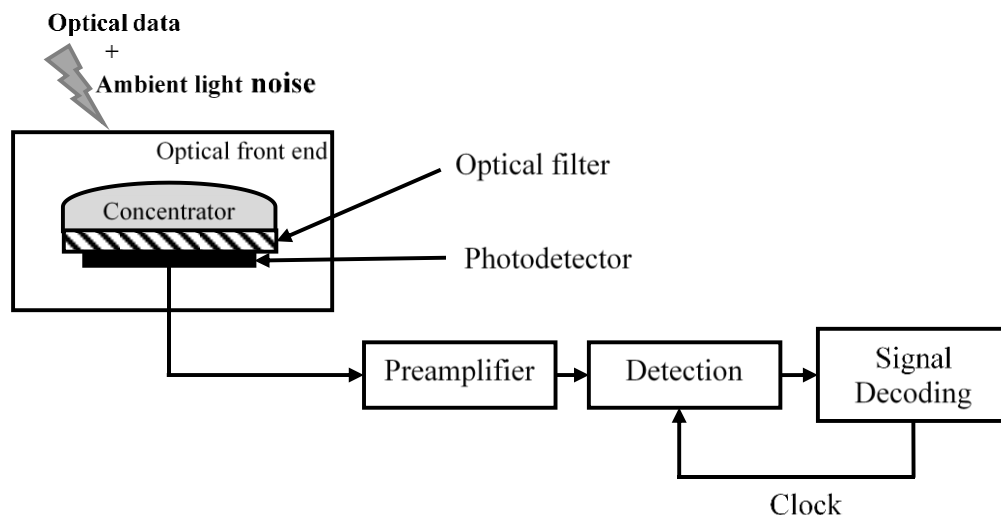 Optical data
+
Ambient light noise
Optical front end
Optical filter
Concentrator
Photodetector
Preamplifier
Detection
Signal
Decoding
Clock